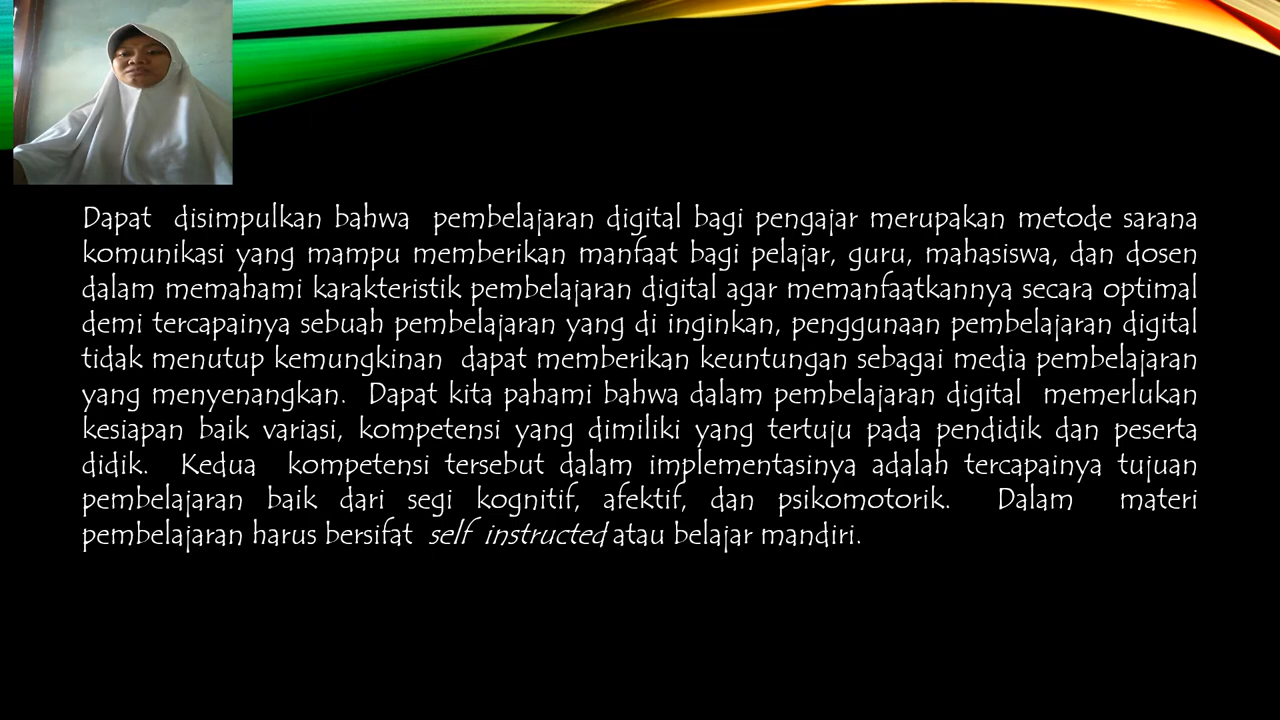 Dapat disimpulkan bahwa pembelajaran digital bagi pengajar merupakan metode sarana
komunikasi yang mampu memberikan manfaat bagi pelajar, guru, mahasiswa, dan dosen
dalam memahami karakteristik pembelajaran digital agar memanfaatkannya secara optimal
demi tercapainya sebuah pembelajaran yang di inginkan, penggunaan pembelajaran digital
tidak menutup kemungkinan dapat memberikan keuntungan sebagai media pembelajaran
yang menyenangkan. Dapat kita pahami bahwa dalam pembelajaran digital memerlukan
kesiapan baik variasi, kompetensi yang dimiliki yang tertuju pada pendidik dan peserta
didik. Kedua kompetensi tersebut dalam implementasinya adalah tercapainya tujuan
pembelajaran baik dari segi kognitif, afektif, dan psikomotorik. Dalam materi
pembelajaran harus bersifat self instructed atau belajar mandiri.